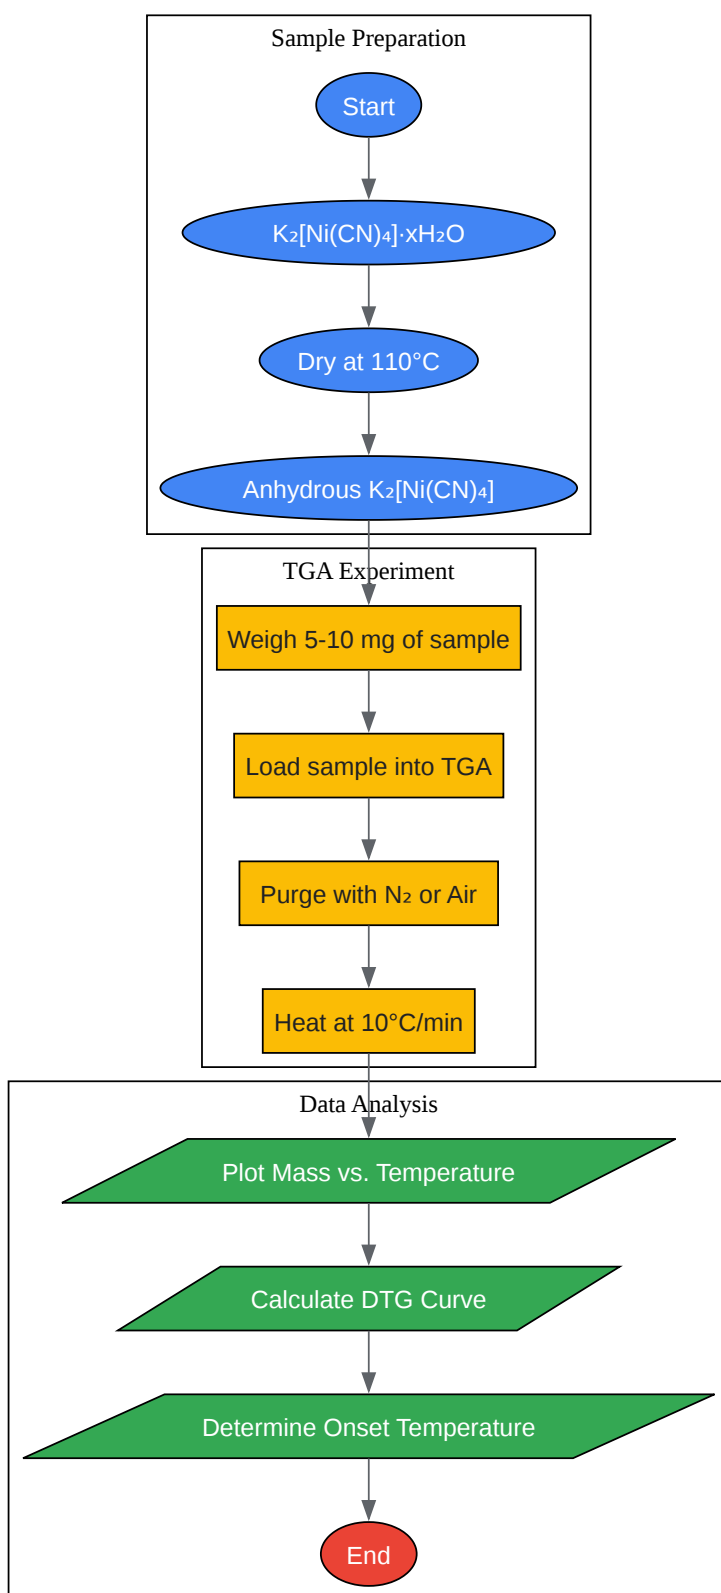 Sample Preparation
Start
K₂[Ni(CN)₄]·xH₂O
Dry at 110°C
Anhydrous K₂[Ni(CN)₄]
TGA Experiment
Weigh 5-10 mg of sample
Load sample into TGA
Purge with N₂ or Air
Heat at 10°C/min
Data Analysis
Plot Mass vs. Temperature
Calculate DTG Curve
Determine Onset Temperature
End